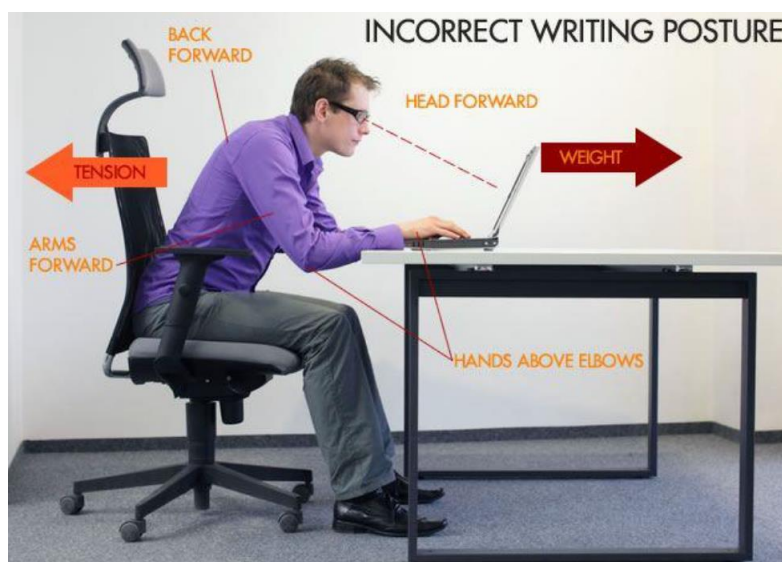 INCORRECT WRITING POSTURE
BACK
FORWARD
HEAD FORWARD
TENSION
WEIGHT
ARMS
FORWARD
HANDS ABOVE ELBOWS